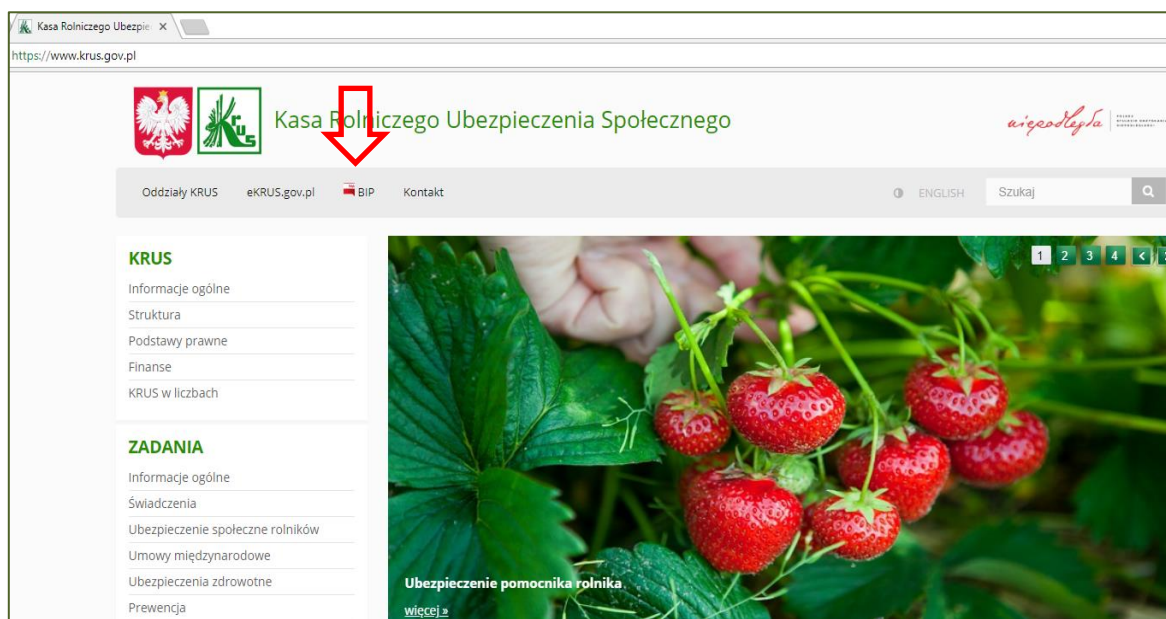 Kasa Rolniczego Ubezpie
https://www.krus.gov.pl
Krus
Kasa Rolniczego Ubezpieczenia Społecznego
niepodległa
Oddziały KRUS eKRUS.gov.pl BIP Kontakt ENGLISH Szukaj
KRUS
Informacje ogólne
Struktura
Podstawy prawne
Finanse
KRUS w liczbach
1 2 3 4 <
ZADANIA
Informacje ogólne
Świadczenia
Ubezpieczenie społeczne rolników
Umowy międzynarodowe
Ubezpieczenia zdrowotne
Prewencja
Ubezpieczenie pomocnika rolnika
więcej »